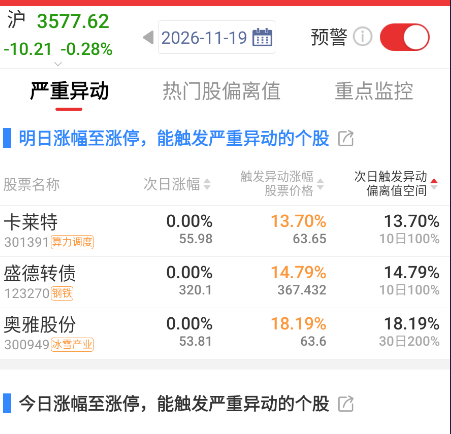 沪 3577.62
-10.21 -0.28%
2026-11-19
预警
严重异动 热门股偏离值 重点监控
明日涨幅至涨停，能触发严重异动的个股
股票名称 次日涨幅 触发异动涨幅 股票价格 次日触发异动 偏离值空间
卡莱特 0.00% 13.70% 13.70%
301391 算力调度 55.98 63.65 10日100%
盛德转债 0.00% 14.79% 14.79%
123270 钢铁 320.1 367.432 10日100%
奥雅股份 0.00% 18.19% 18.19%
300949 冰雪产业 53.81 63.6 30日200%
今日涨幅至涨停，能触发严重异动的个股